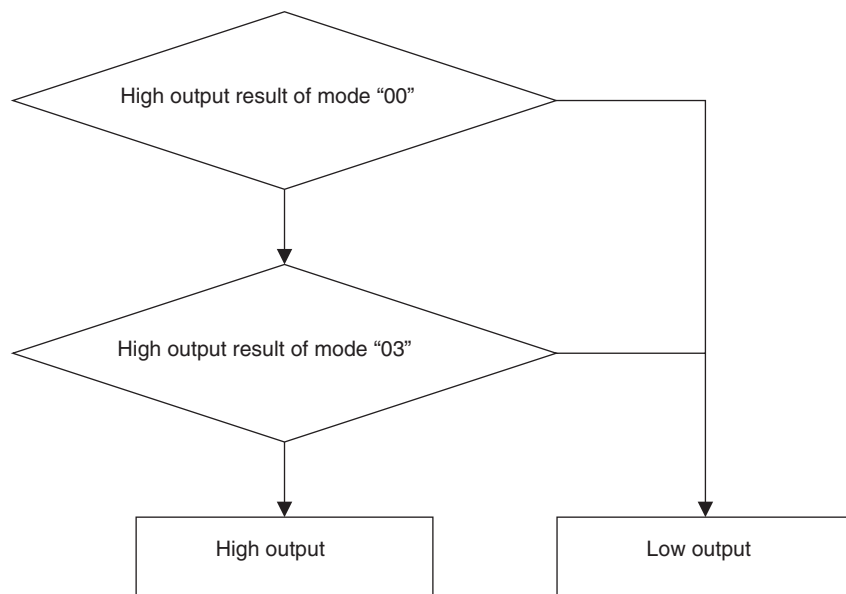 High output result of mode “00”
High output result of mode “03”
High output
Low output